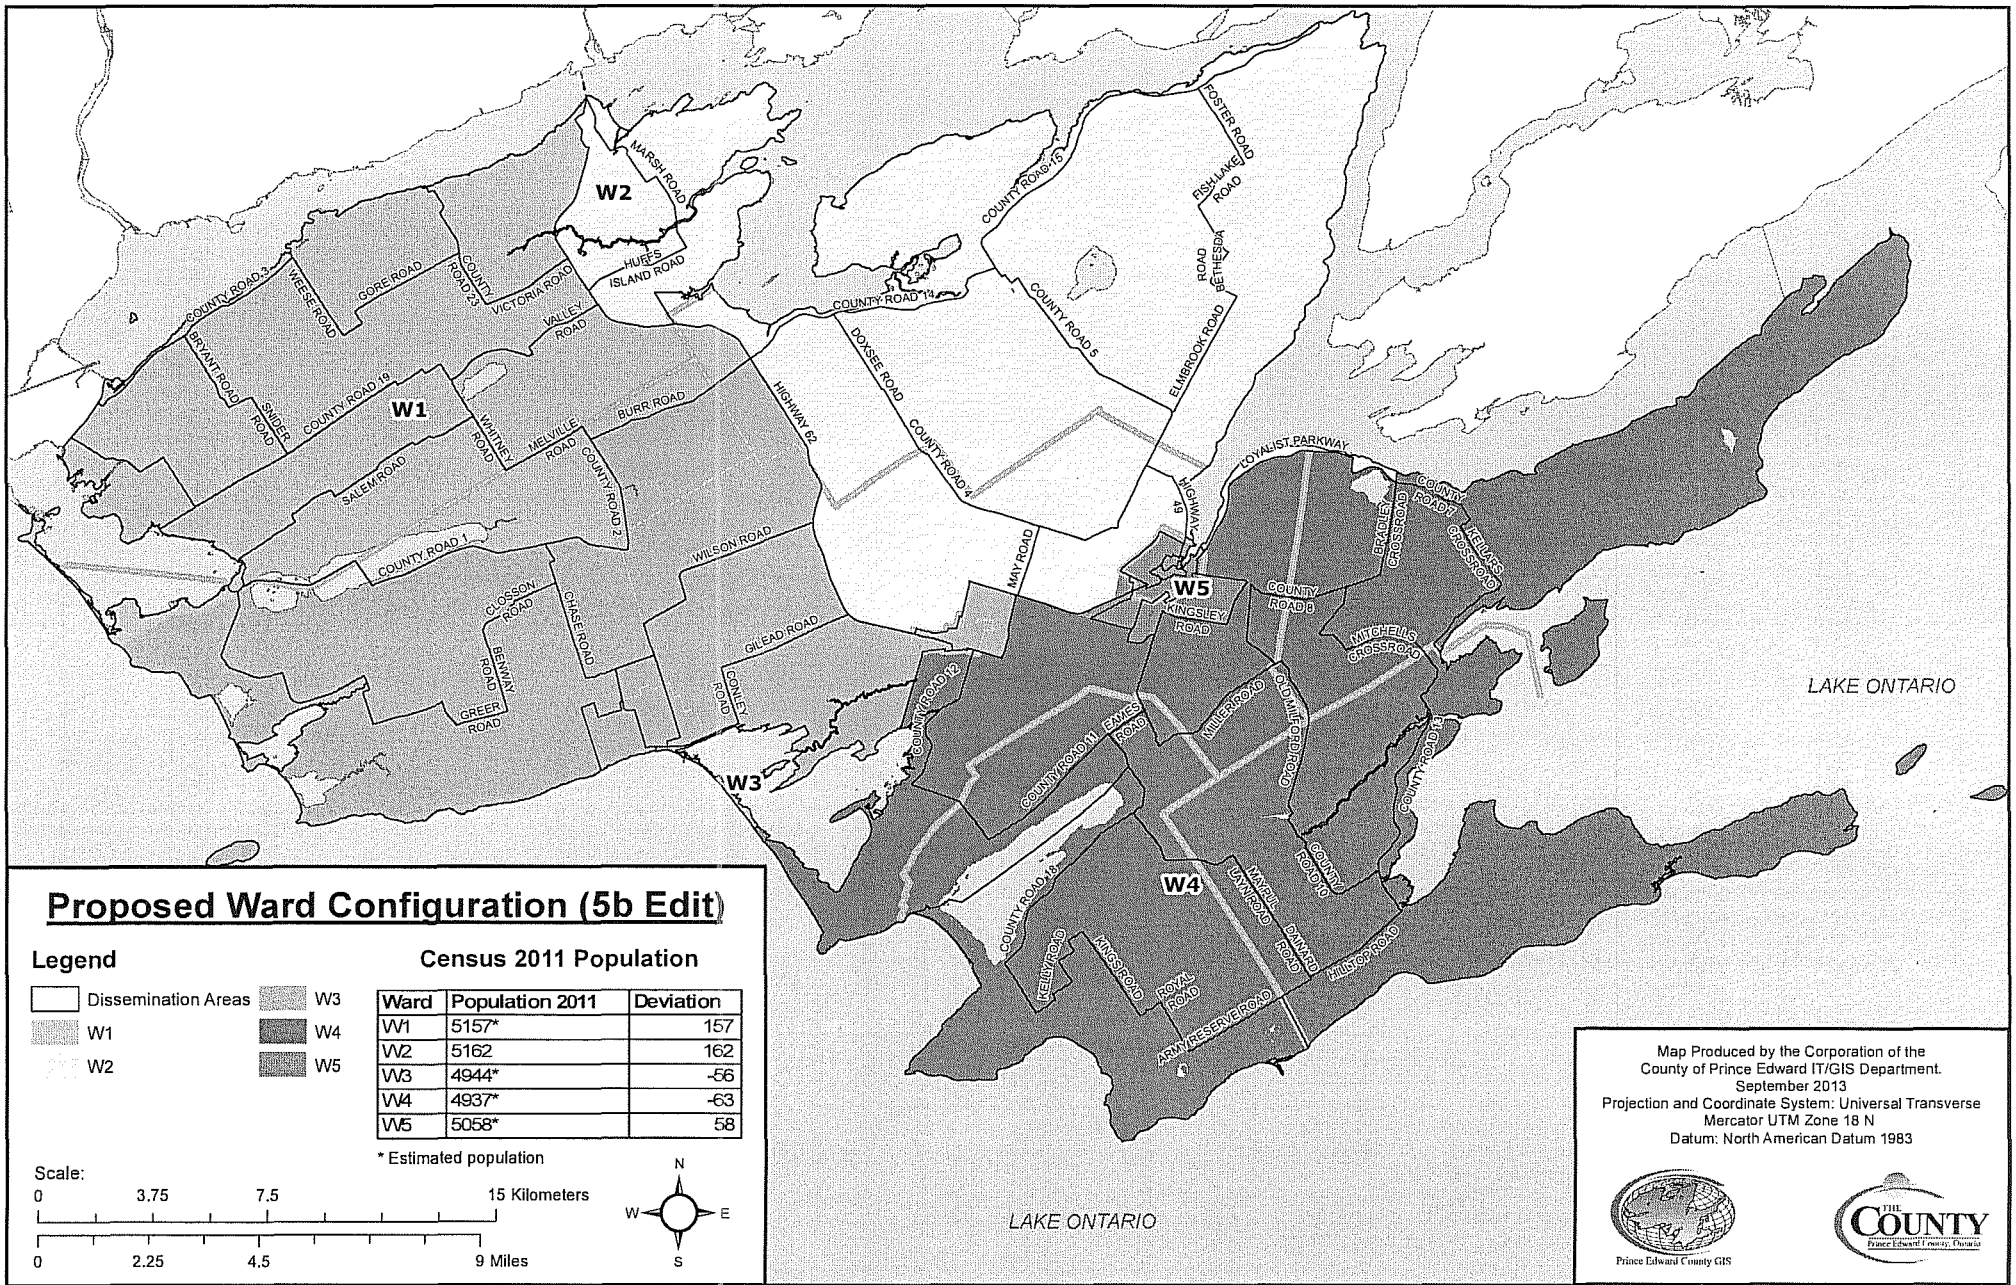 W2
MARSH ROAD
FOSTER ROAD
COUNTY ROAD 15
FISH LAKE
ROAD
COUNTY ROAD 3
WEESE ROAD
GORE ROAD
COUNTY
ROAD 23
VICTORIA ROAD
HUFFS
ISLAND ROAD
ROAD
BETHESDA
VALLEY
ROAD
COUNTY ROAD 14
BRYANT ROAD
COUNTY ROAD 5
DOXSEE ROAD
ELMBROOK ROAD
COUNTY ROAD 19
W1
SNIDER
ROAD
WHITNEY
ROAD
MELVILLE
ROAD
BURR ROAD
HIGHWAY 62
COUNTY ROAD 4
SALEM ROAD
COUNTY ROAD 2
LOYALIST PARKWAY
HIGHWAY
49
BRADLEY
CROSSROAD
COUNTY
ROAD 7
KELLARS
CROSSROAD
COUNTY ROAD 1
WILSON ROAD
MAY ROAD
CLOSSON
ROAD
CHASE ROAD
W5
KINGSLEY
ROAD
COUNTY
ROAD 8
GILEAD ROAD
MITCHELLS
CROSSROAD
BENWAY
ROAD
GREER
ROAD
CONLEY
ROAD
COUNTY ROAD 12
EAMES
ROAD
MILLER ROAD
OLD MILFORD ROAD
COUNTY ROAD 13
LAKE ONTARIO
W3
COUNTY ROAD 11
COUNTY ROAD 18
W4
COUNTY
ROAD 10
MAYPUL
LAYN ROAD
DAINARD
ROAD
HILLTOP ROAD
KELLY ROAD
KINGS ROAD
ROYAL
ROAD
ARMY RESERVE ROAD
LAKE ONTARIO
Proposed Ward Configuration (5b Edit)
Legend
Dissemination Areas
W1
W2
W3
W4
W5
Census 2011 Population
Ward Population 2011 Deviation
W1 5157* 157
W2 5162 162
W3 4944* -56
W4 4937* -63
W5 5058* 58
* Estimated population
Scale:
0 3.75 7.5 15 Kilometers
0 2.25 4.5 9 Miles
N
W E
S
Map Produced by the Corporation of the
County of Prince Edward IT/GIS Department.
September 2013
Projection and Coordinate System: Universal Transverse
Mercator UTM Zone 18 N
Datum: North American Datum 1983
Prince Edward County GIS
THE
COUNTY
Prince Edward County, Ontario